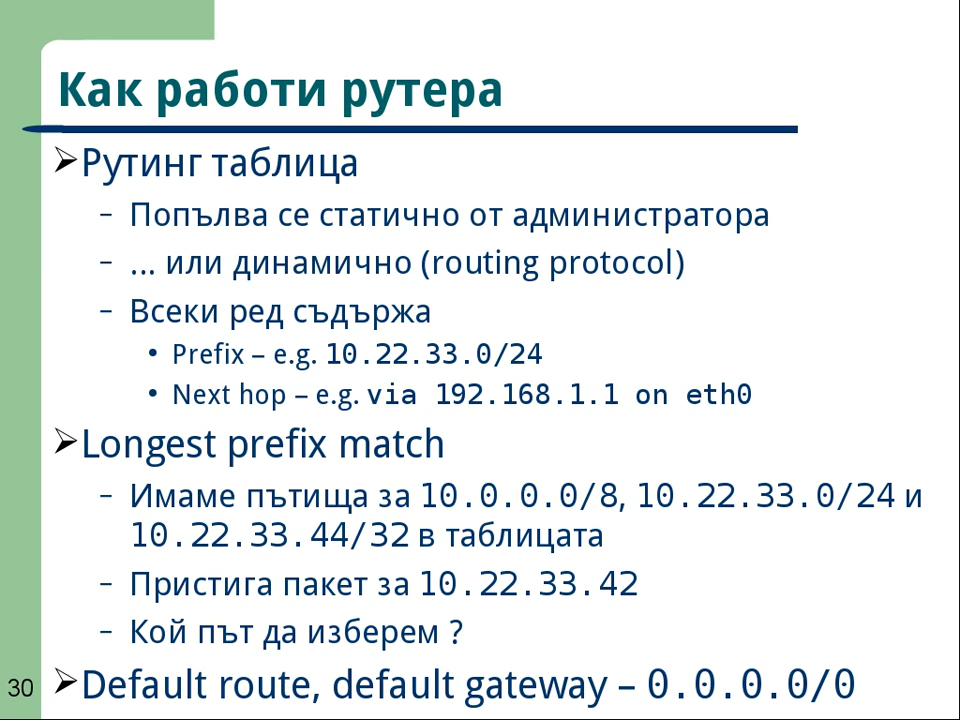 Как работи рутера
➢Рутинг таблица
– Попълва се статично от администратора
– ... или динамично (routing protocol)
– Всеки ред съдържа
• Prefix – e.g. 10.22.33.0/24
• Next hop – e.g. via 192.168.1.1 on eth0
➢Longest prefix match
– Имаме пътища за 10.0.0.0/8, 10.22.33.0/24 и
10.22.33.44/32 в таблицата
– Пристига пакет за 10.22.33.42
– Кой път да изберем ?
➢Default route, default gateway – 0.0.0.0/0
30